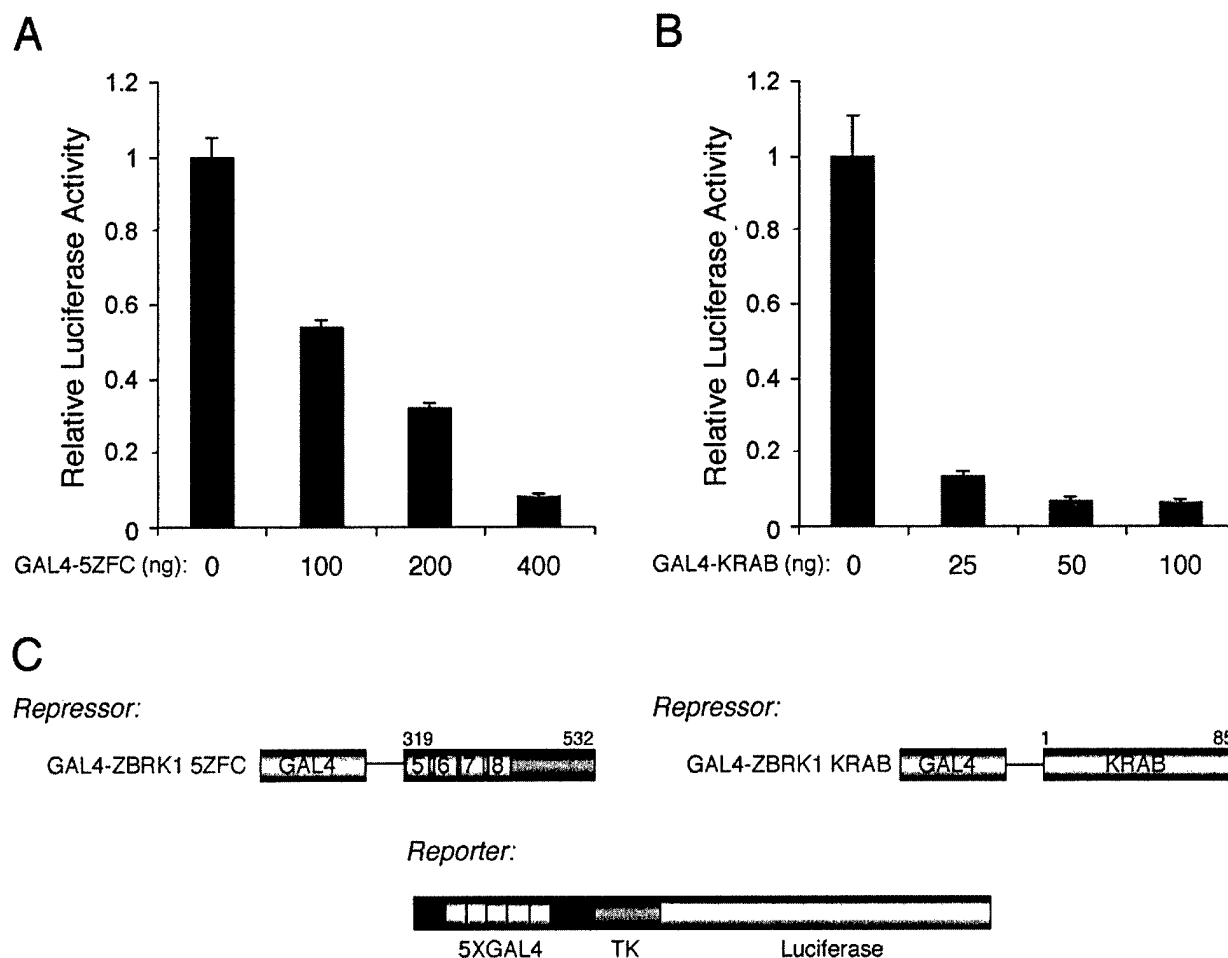 A
Relative Luciferase Activity
1.2
1
0.8
0.6
0.4
0.2
0
GAL4-5ZFC (ng): 0 100 200 400
B
Relative Luciferase Activity
1.2
1
0.8
0.6
0.4
0.2
0
GAL4-KRAB (ng): 0 25 50 100
C
Repressor:
319 532
GAL4-ZBRK1 5ZFC GAL4 5 6 7 8
Repressor:
1 85
GAL4-ZBRK1 KRAB GAL4 KRAB
Reporter:
5XGAL4 TK Luciferase